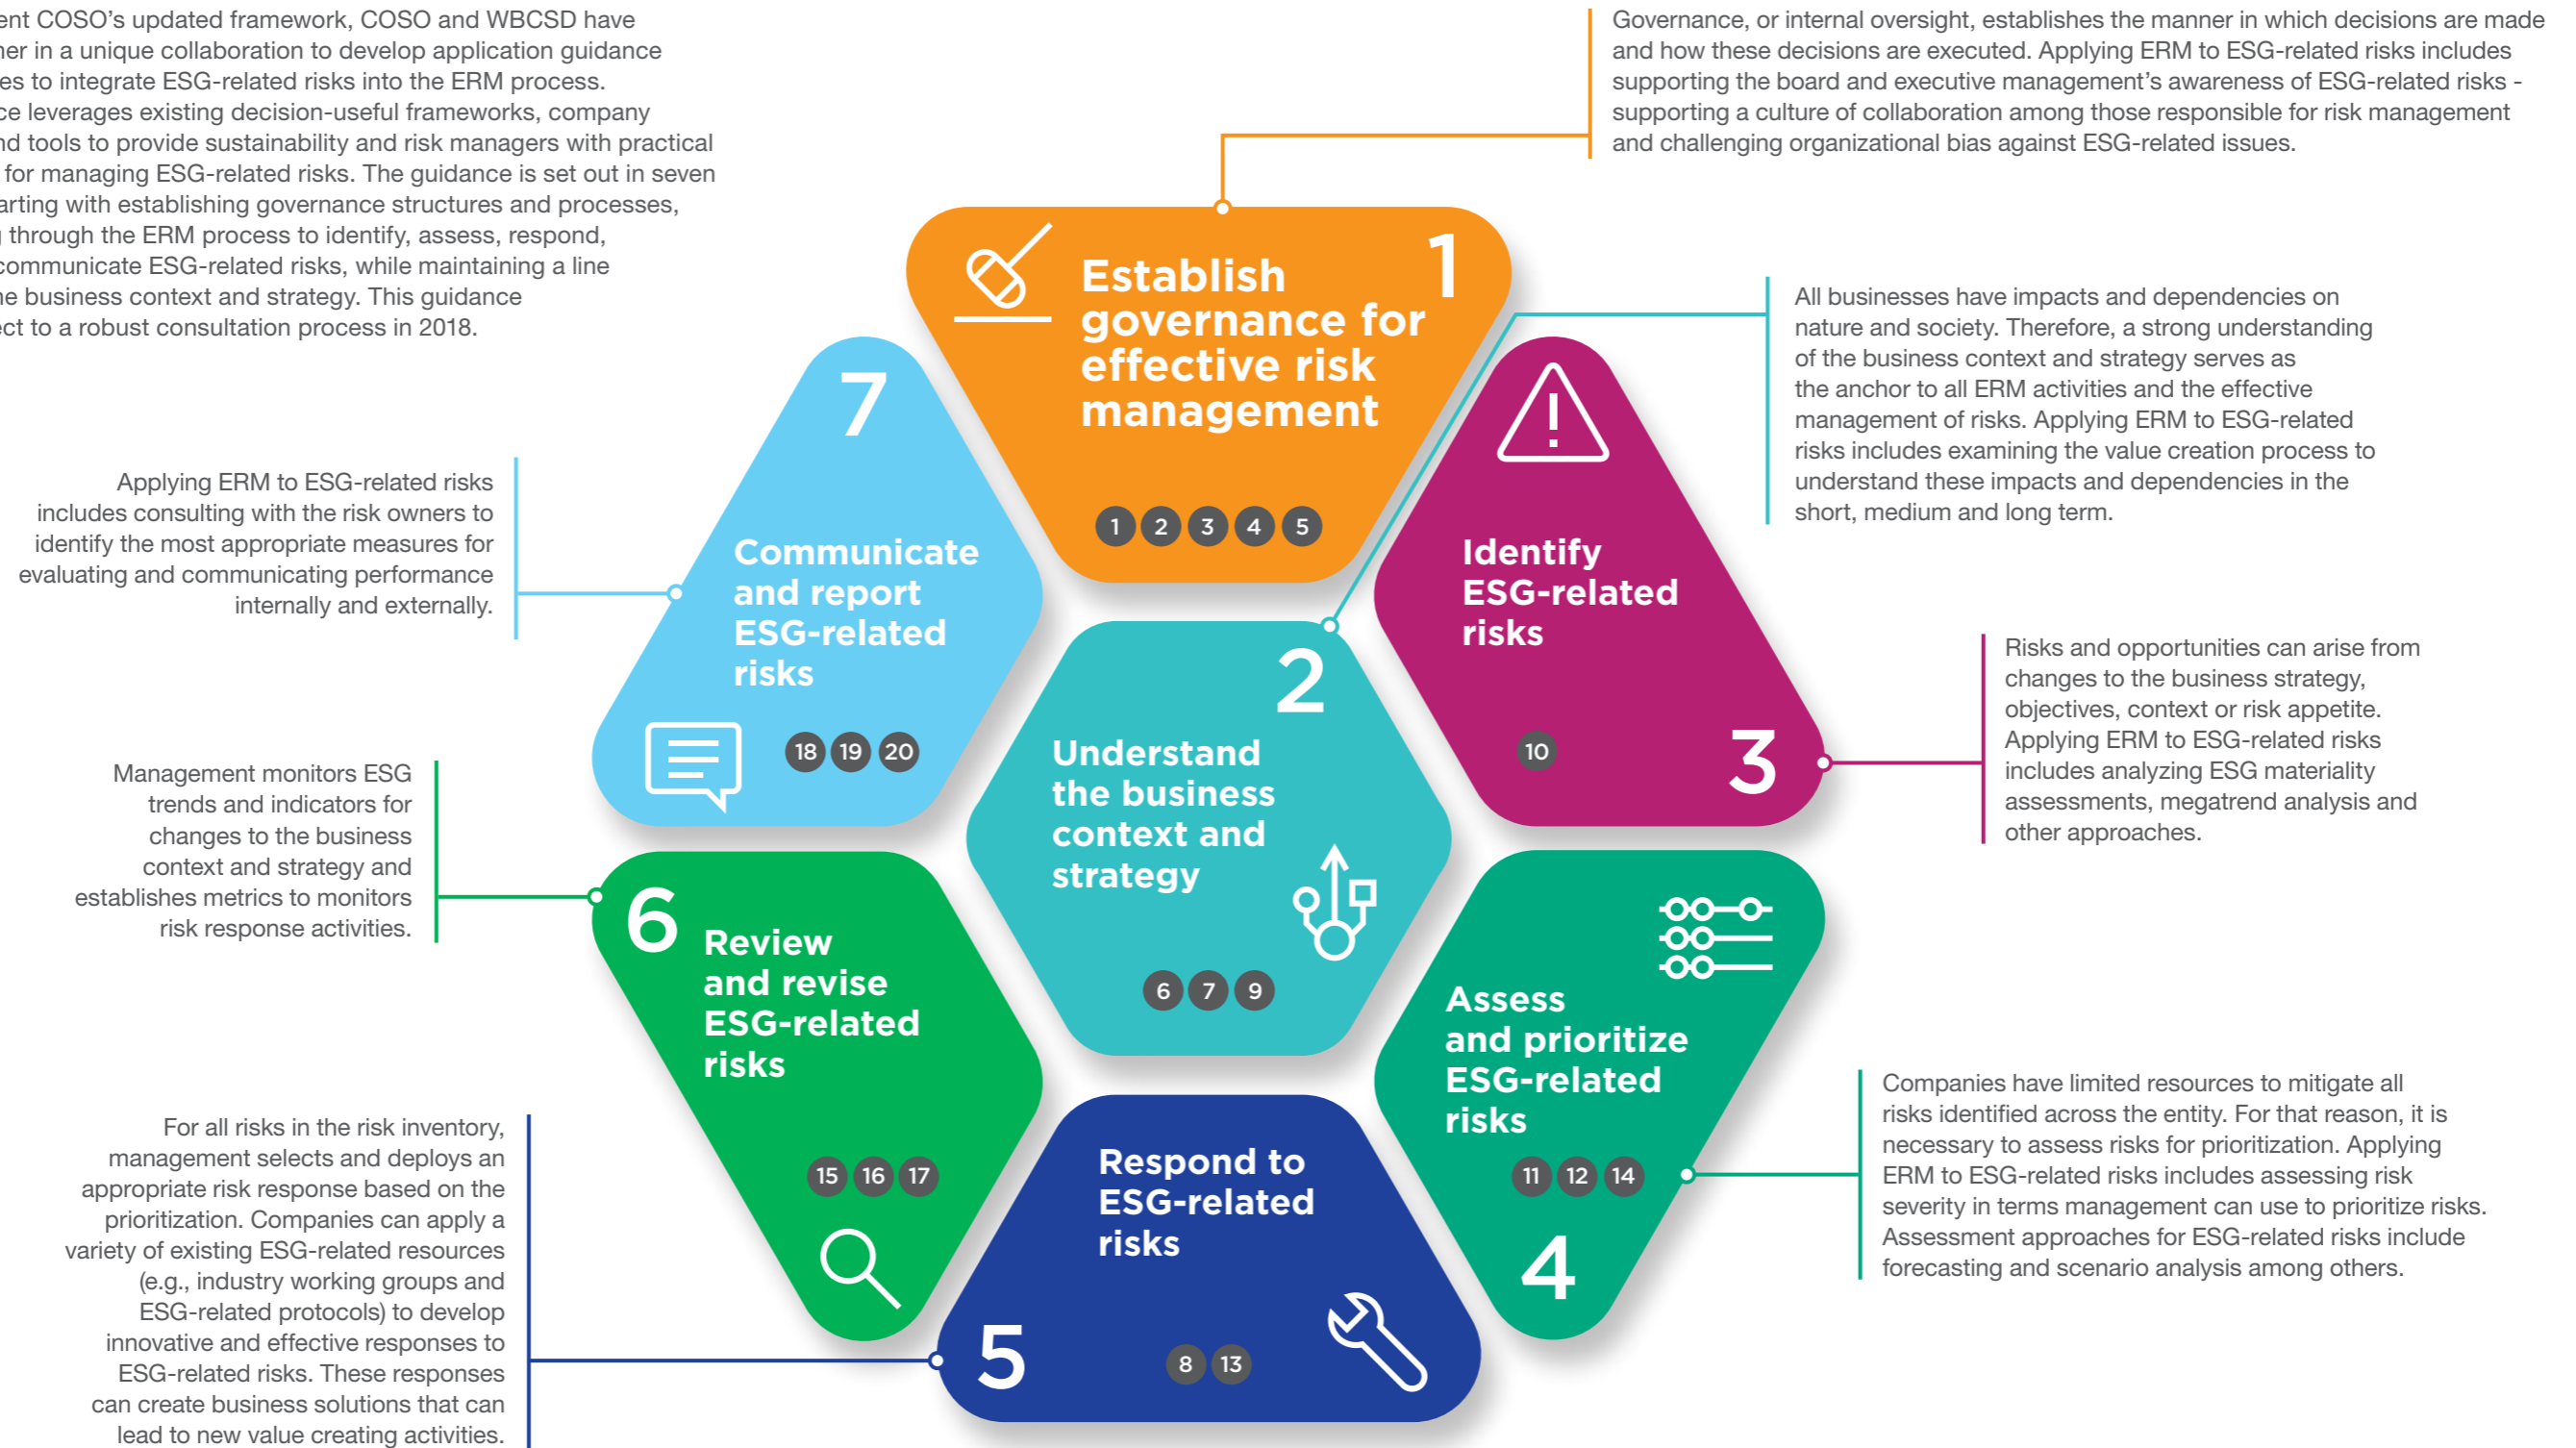 ent COSO's updated framework, COSO and WBCSD have
ner in a unique collaboration to develop application guidance
es to integrate ESG-related risks into the ERM process.
ce leverages existing decision-useful frameworks, company
nd tools to provide sustainability and risk managers with practical
for managing ESG-related risks. The guidance is set out in seven
arting with establishing governance structures and processes,
g through the ERM process to identify, assess, respond,
communicate ESG-related risks, while maintaining a line
he business context and strategy. This guidance
ect to a robust consultation process in 2018.
Governance, or internal oversight, establishes the manner in which decisions are made
and how these decisions are executed. Applying ERM to ESG-related risks includes
supporting the board and executive management's awareness of ESG-related risks -
supporting a culture of collaboration among those responsible for risk management
and challenging organizational bias against ESG-related issues.
1
Establish
governance for
effective risk
management
1 2 3 4 5
All businesses have impacts and dependencies on
nature and society. Therefore, a strong understanding
of the business context and strategy serves as
the anchor to all ERM activities and the effective
management of risks. Applying ERM to ESG-related
risks includes examining the value creation process to
understand these impacts and dependencies in the
short, medium and long term.
2
Understand
the business
context and
strategy
6 7 9
Identify
ESG-related
risks
10
3
Risks and opportunities can arise from
changes to the business strategy,
objectives, context or risk appetite.
Applying ERM to ESG-related risks
includes analyzing ESG materiality
assessments, megatrend analysis and
other approaches.
Assess
and prioritize
ESG-related
risks
11 12 14
4
Companies have limited resources to mitigate all
risks identified across the entity. For that reason, it is
necessary to assess risks for prioritization. Applying
ERM to ESG-related risks includes assessing risk
severity in terms management can use to prioritize risks.
Assessment approaches for ESG-related risks include
forecasting and scenario analysis among others.
Respond to
ESG-related
risks
5
8 13
For all risks in the risk inventory,
management selects and deploys an
appropriate risk response based on the
prioritization. Companies can apply a
variety of existing ESG-related resources
(e.g., industry working groups and
ESG-related protocols) to develop
innovative and effective responses to
ESG-related risks. These responses
can create business solutions that can
lead to new value creating activities.
6
Review
and revise
ESG-related
risks
15 16 17
Management monitors ESG
trends and indicators for
changes to the business
context and strategy and
establishes metrics to monitors
risk response activities.
7
Communicate
and report
ESG-related
risks
18 19 20
Applying ERM to ESG-related risks
includes consulting with the risk owners to
identify the most appropriate measures for
evaluating and communicating performance
internally and externally.